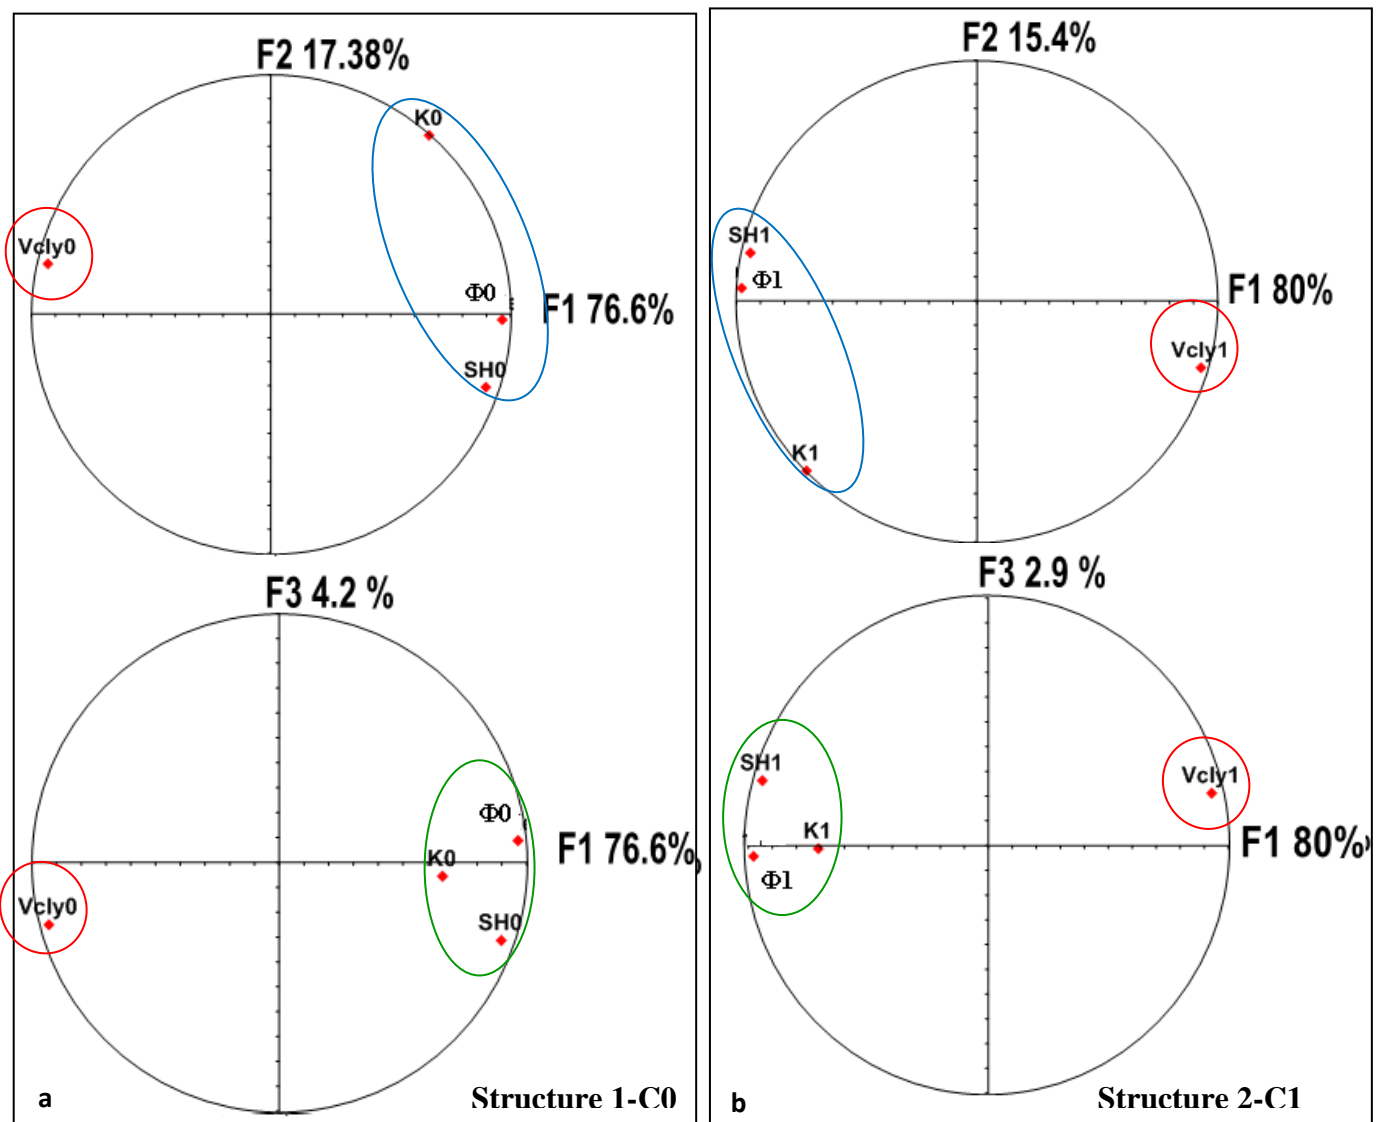 F2 17.38%
K0
Vcly0
Φ0
F1 76.6%
SH0
F3 4.2 %
Φ0
F1 76.6%
K0
Vcly0
SH0
a
Structure 1-C0
F2 15.4%
SH1
Φ1
F1 80%
Vcly1
K1
F3 2.9 %
SH1
Vcly1
K1
F1 80%
Φ1
b
Structure 2-C1